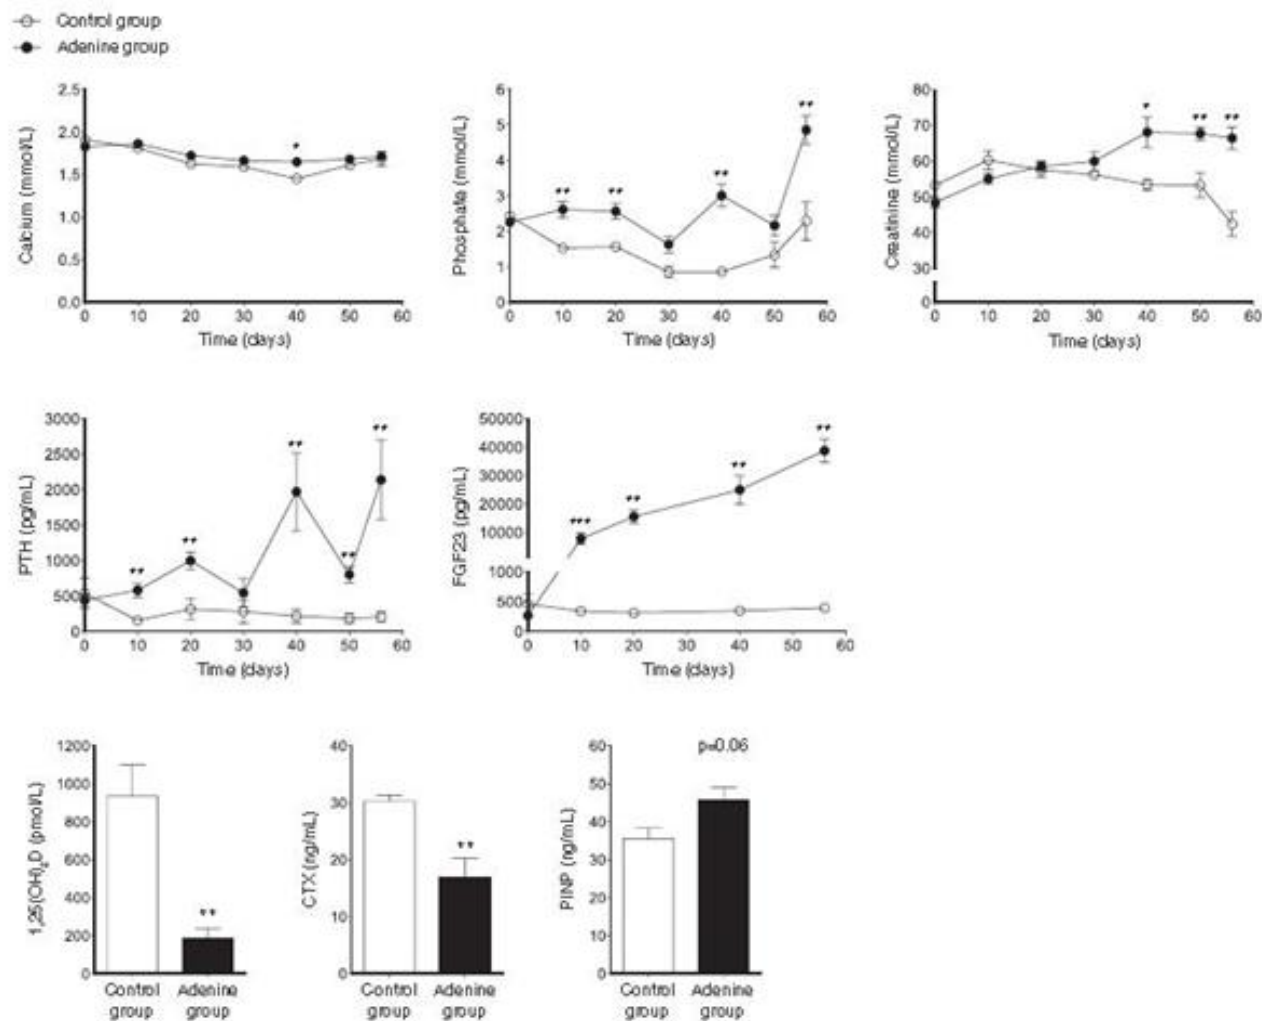 Control group
Adenine group
Calcium (mmol/L)
2.5
2.0
1.5
1.0
0.5
0.0
0 10 20 30 40 50 60
Time (days)
*
Phosphate (mmol/L)
6
5
4
3
2
1
0
0 10 20 30 40 50 60
Time (days)
** ** ** **
Creatinine (mmol/L)
80
70
60
50
40
30
0
0 10 20 30 40 50 60
Time (days)
* ** **
PTH (pg/mL)
3000
2500
2000
1500
1000
500
0
0 10 20 30 40 50 60
Time (days)
** ** ** ** **
FGF23 (pg/mL)
50000
40000
30000
20000
10000
1000
500
0
0 10 20 30 40 50 60
Time (days)
*** ** ** **
1,25(OH)₂D (pmol/L)
1200
1000
800
600
400
200
0
**
Control group
Adenine group
CTX (ng/mL)
40
30
20
10
0
**
Control group
Adenine group
PINP (ng/mL)
60
50
40
30
20
10
0
p=0.06
Control group
Adenine group